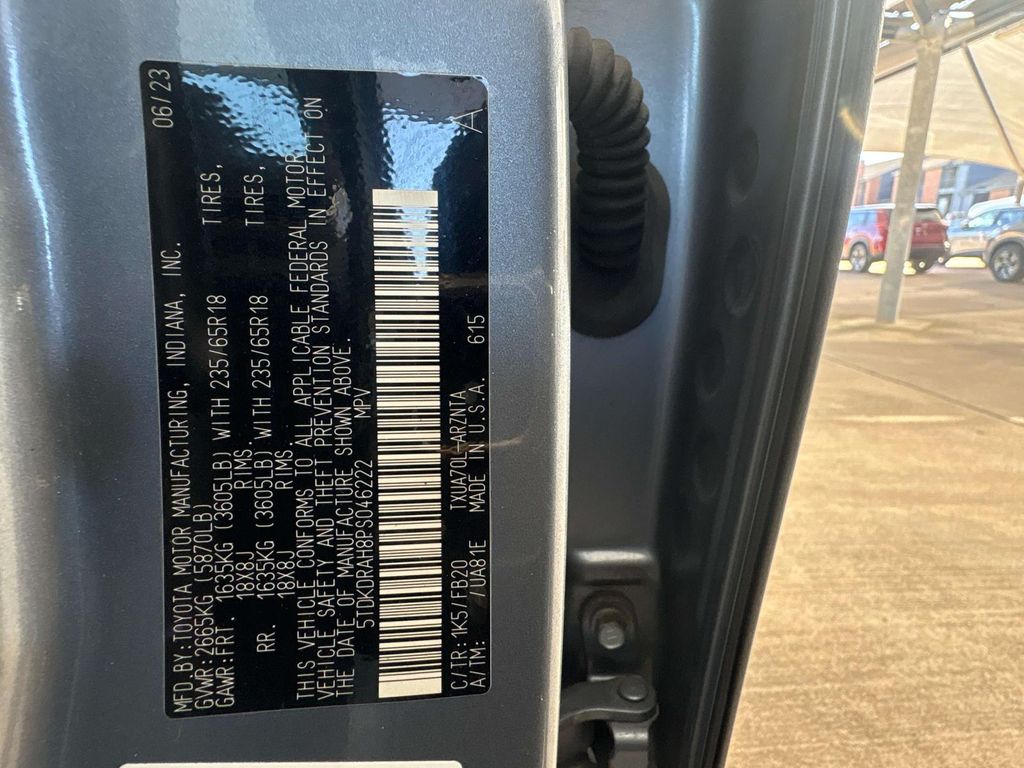 MFD.BY:TOYOTA MOTOR MANUFACTURING, INDIANA, INC. 06/23
GVWR:2665KG (5870LB)
GAWR:FRT. 1635KG (3605LB) WITH 235/65R18 TIRES,
18X8J RIMS.
RR. 1635KG (3605LB) WITH 235/65R18 TIRES,
18X8J RIMS.
THIS VEHICLE CONFORMS TO ALL APPLICABLE FEDERAL MOTOR
VEHICLE SAFETY AND THEFT PREVENTION STANDARDS IN EFFECT ON
THE DATE OF MANUFACTURE SHOWN ABOVE.
5TDKDRAH8PS046222 MPV A
C/TR:1K5/FB20 TXUA70L-ARZNTA
A/TM: /UA81E MADE IN U.S.A. 615